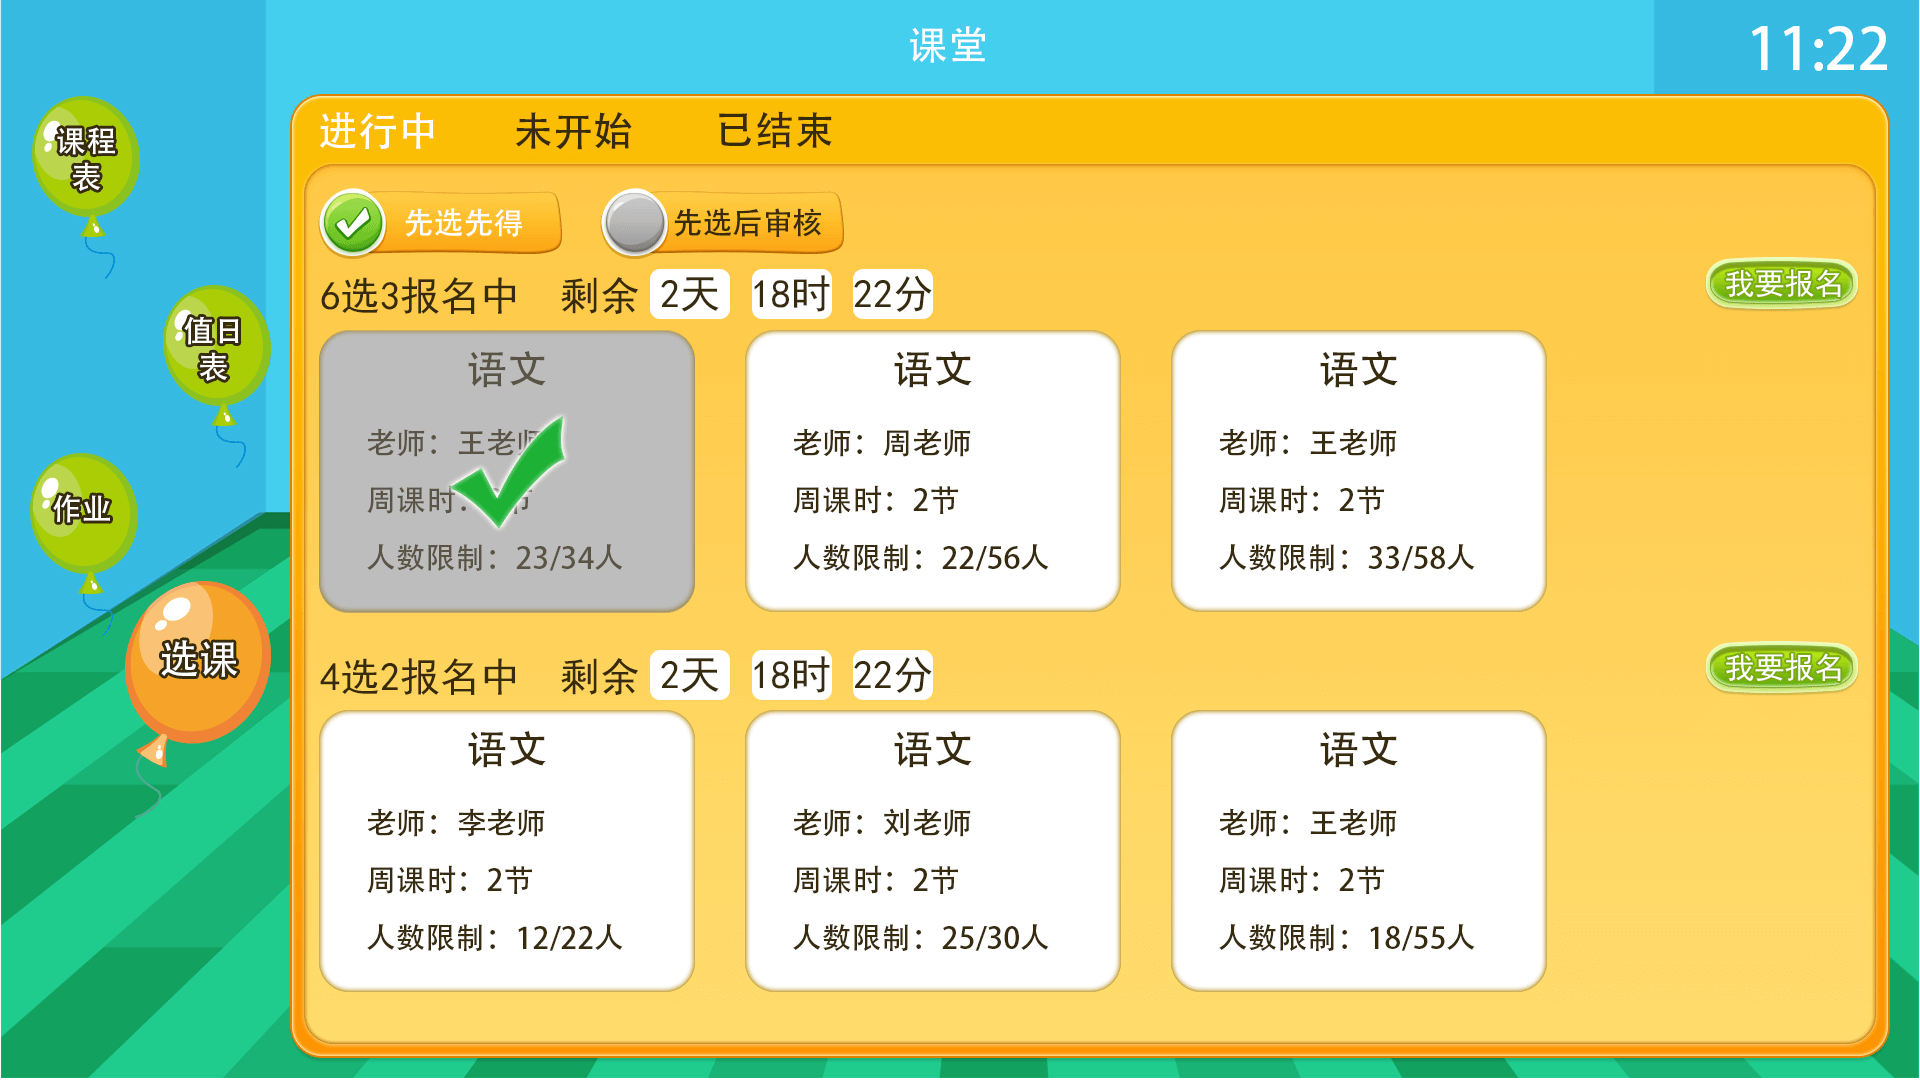 课堂
11:22
课程
表
值日
表
作业
选课
进行中 未开始 已结束
先选先得 先选后审核
6选3报名中 剩余 2天 18时 22分 我要报名
语文
老师：王老师
周课时： 节
人数限制：23/34人
语文
老师：周老师
周课时：2节
人数限制：22/56人
语文
老师：王老师
周课时：2节
人数限制：33/58人
4选2报名中 剩余 2天 18时 22分 我要报名
语文
老师：李老师
周课时：2节
人数限制：12/22人
语文
老师：刘老师
周课时：2节
人数限制：25/30人
语文
老师：王老师
周课时：2节
人数限制：18/55人